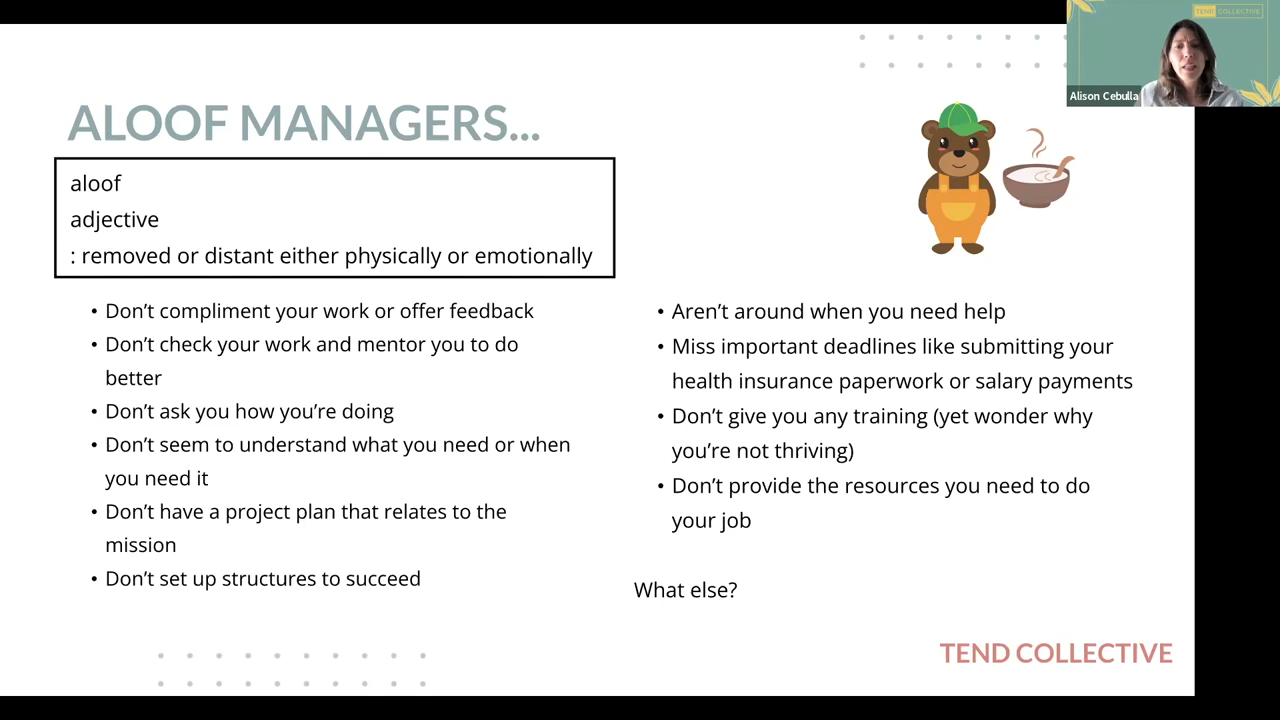 TEND COLLECTIVE
Alison Cebulla
ALOOF MANAGERS...
aloof
adjective
: removed or distant either physically or emotionally
• Don’t compliment your work or offer feedback
• Don’t check your work and mentor you to do
better
• Don’t ask you how you’re doing
• Don’t seem to understand what you need or when
you need it
• Don’t have a project plan that relates to the
mission
• Don’t set up structures to succeed
• Aren’t around when you need help
• Miss important deadlines like submitting your
health insurance paperwork or salary payments
• Don’t give you any training (yet wonder why
you’re not thriving)
• Don’t provide the resources you need to do
your job
What else?
TEND COLLECTIVE